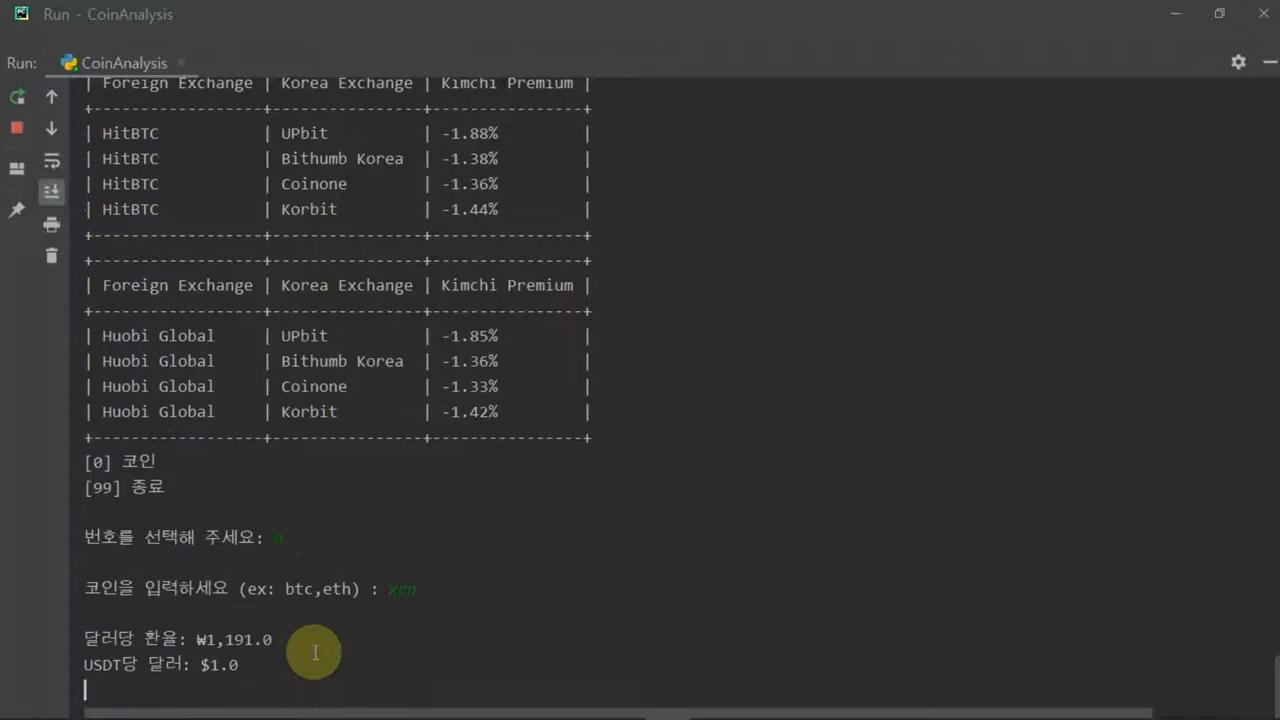 Run - CoinAnalysis
Run: CoinAnalysis
| Foreign Exchange | Korea Exchange | Kimchi Premium |
+-------------------+----------------+----------------+
| HitBTC | UPbit | -1.88% |
| HitBTC | Bithumb Korea | -1.38% |
| HitBTC | Coinone | -1.36% |
| HitBTC | Korbit | -1.44% |
+-------------------+----------------+----------------+
+-------------------+----------------+----------------+
| Foreign Exchange | Korea Exchange | Kimchi Premium |
+-------------------+----------------+----------------+
| Huobi Global | UPbit | -1.85% |
| Huobi Global | Bithumb Korea | -1.36% |
| Huobi Global | Coinone | -1.33% |
| Huobi Global | Korbit | -1.42% |
+-------------------+----------------+----------------+
[0] 코인
[99] 종료
번호를 선택해 주세요: 0
코인을 입력하세요 (ex: btc,eth) :
달러당 환율: ₩1,191.0
USDT당 달러: $1.0